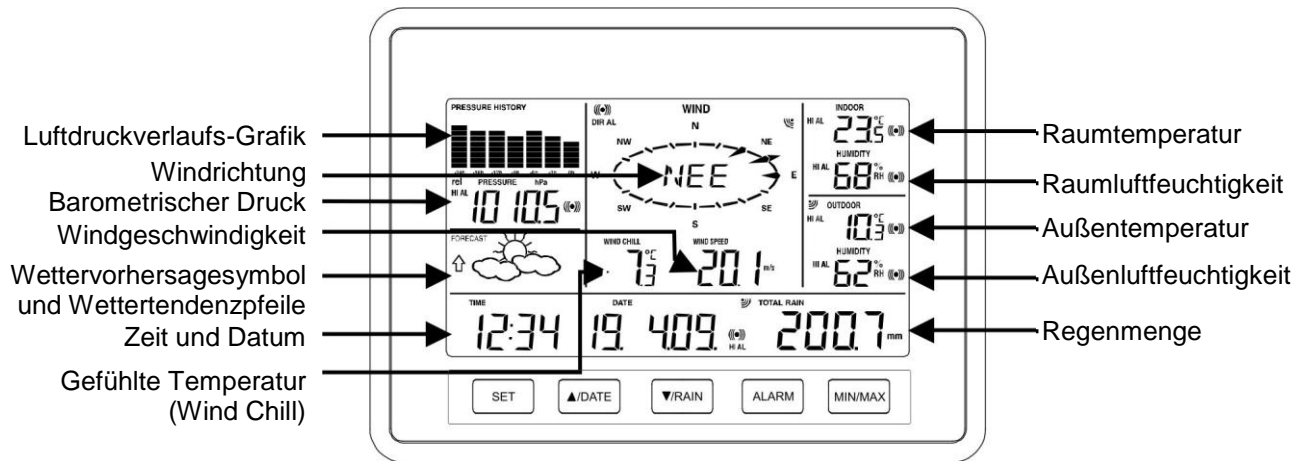 Luftdruckverlaufs-Grafik
Windrichtung
Barometrischer Druck
Windgeschwindigkeit
Wettervorhersagesymbol
und Wettertendenzpfeile
Zeit und Datum
Gefühlte Temperatur
(Wind Chill)
PRESSURE HISTORY
rel PRESSURE hPa
HI AL
1010.5
FORECAST
WIND
DIR AL
N
NW NE
W NEE E
SW SE
S
WIND CHILL WIND SPEED
7.3 °C 20.1 m/s
INDOOR
HI AL 23.5 °C
HUMIDITY
HI AL 68 % RH
OUTDOOR
HI AL 10.3 °C
HUMIDITY
HI AL 62 % RH
TIME DATE TOTAL RAIN
12:34 19. 4.09. HI AL 200.7 mm
SET ▲/DATE ▼/RAIN ALARM MIN/MAX
Raumtemperatur
Raumluftfeuchtigkeit
Außentemperatur
Außenluftfeuchtigkeit
Regenmenge